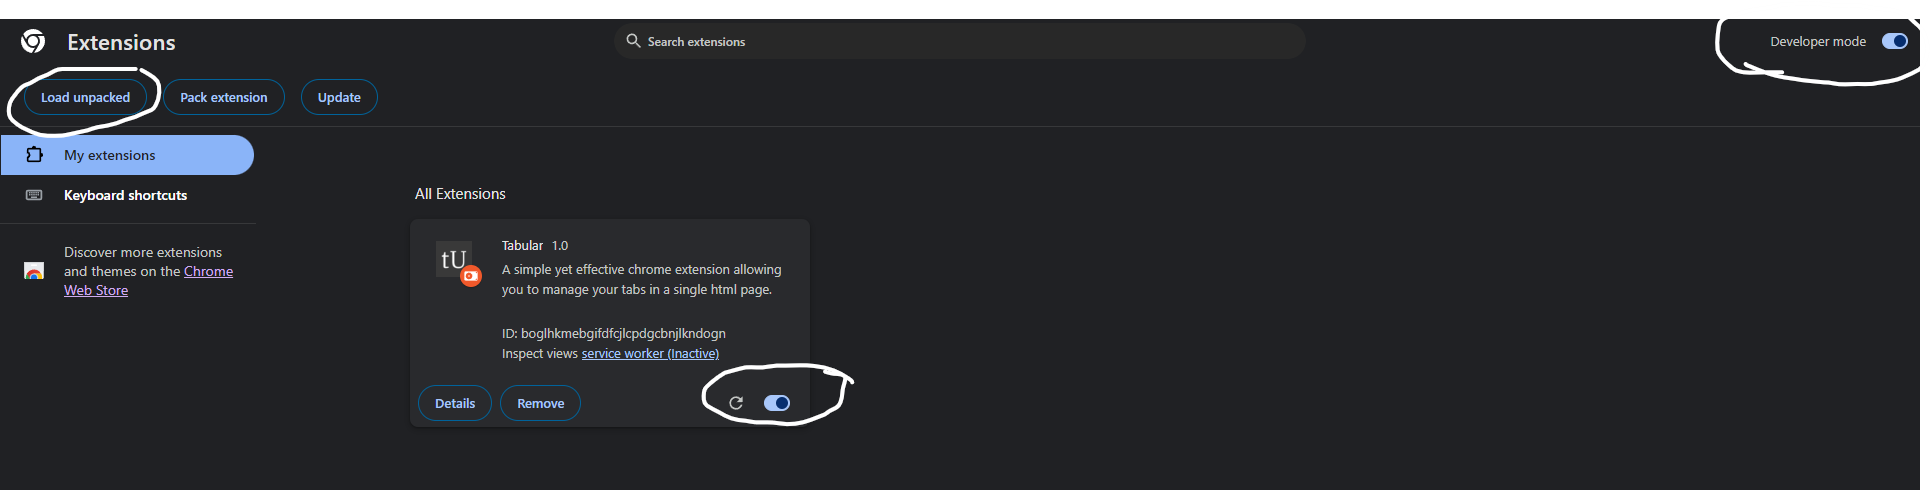 Extensions
Search extensions
Developer mode
Load unpacked
Pack extension
Update
My extensions
Keyboard shortcuts
Discover more extensions
and themes on the Chrome
Web Store
All Extensions
tU
Tabular 1.0
A simple yet effective chrome extension allowing
you to manage your tabs in a single html page.
ID: boglhkmebgifdfcjlcpdgcbnjlkndogn
Inspect views service worker (Inactive)
Details
Remove